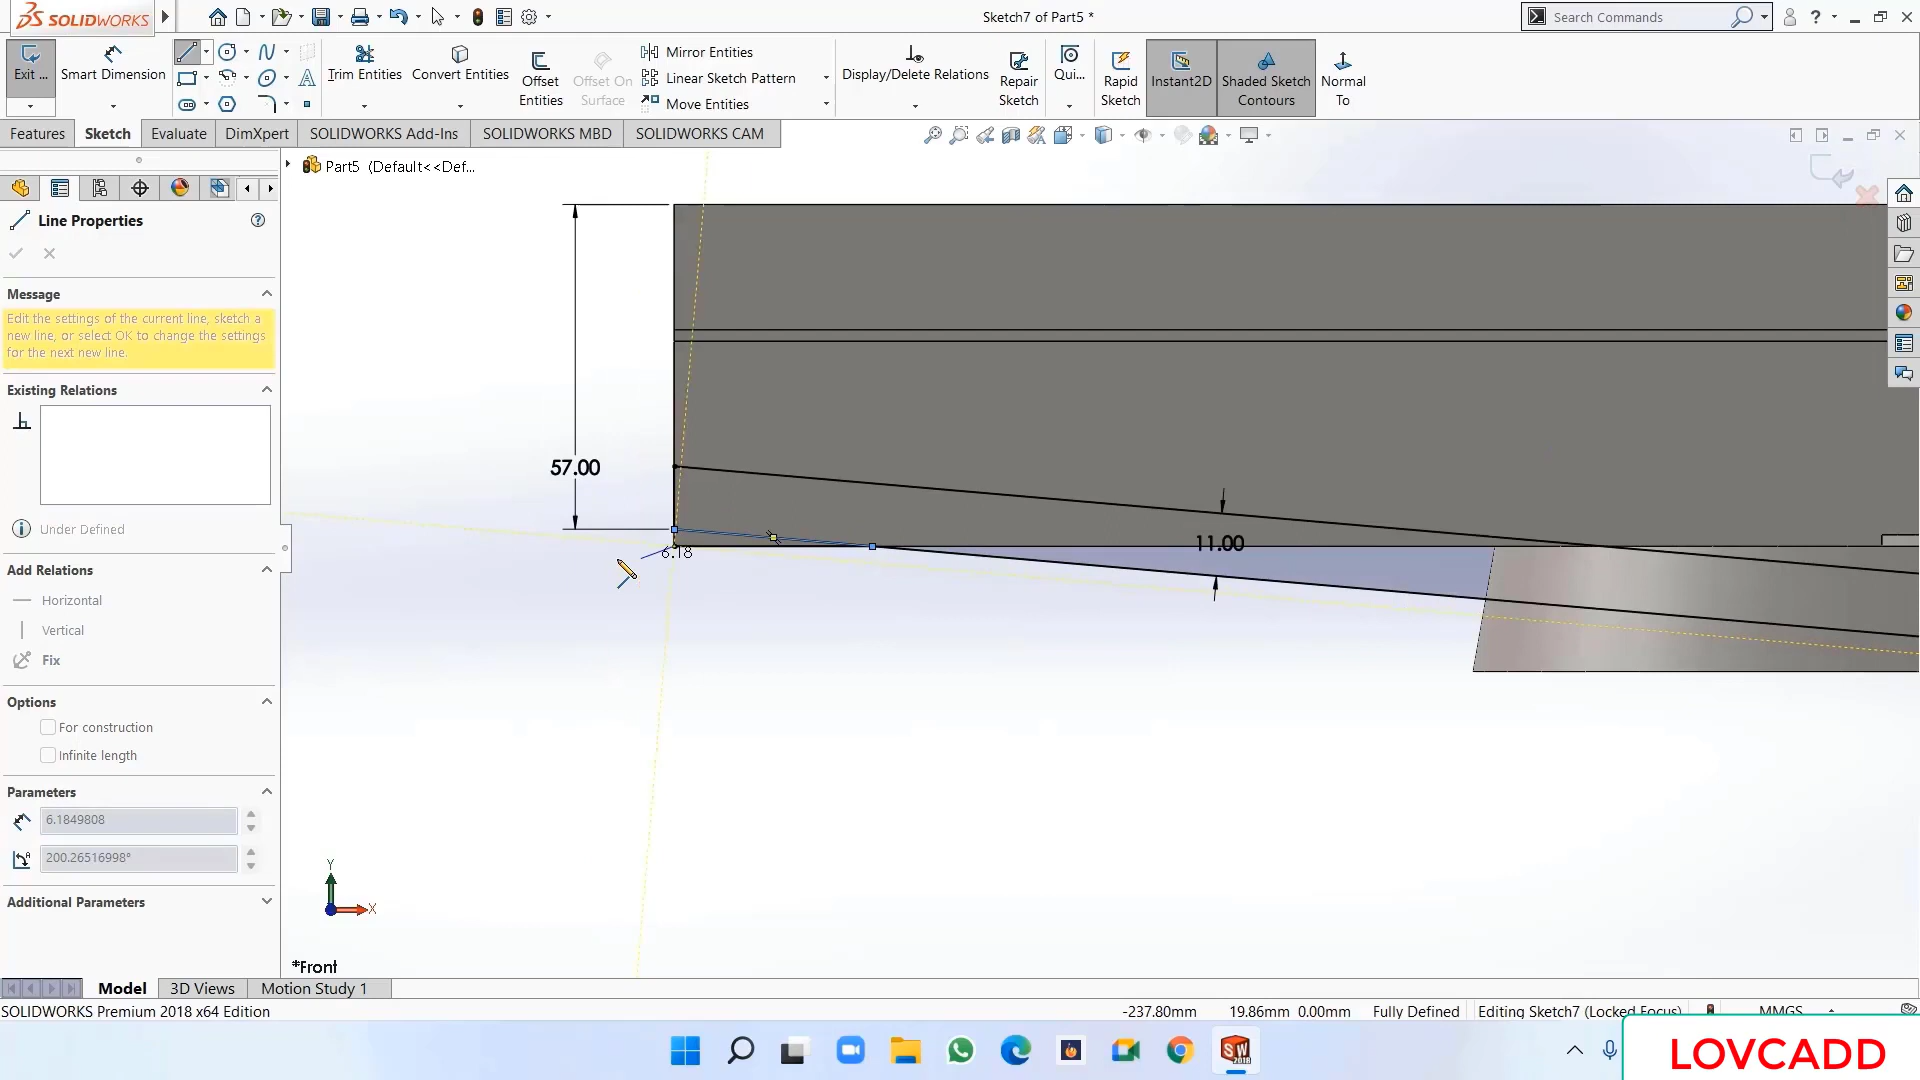 SOLIDWORKS
Sketch7 of Part5 *
Search Commands
Exit ...
Smart Dimension
Trim Entities
Convert Entities
Offset Entities
Offset On Surface
Mirror Entities
Linear Sketch Pattern
Move Entities
Display/Delete Relations
Repair Sketch
Qui...
Rapid Sketch
Instant2D
Shaded Sketch Contours
Normal To
Features
Sketch
Evaluate
DimXpert
SOLIDWORKS Add-Ins
SOLIDWORKS MBD
SOLIDWORKS CAM
Part5 (Default<<Def...
Line Properties
Message
Edit the settings of the current line, sketch a
new line, or select OK to change the settings
for the next new line.
Existing Relations
Under Defined
Add Relations
Horizontal
Vertical
Fix
Options
For construction
Infinite length
Parameters
6.1849808
200.26516998°
Additional Parameters
57.00
6.18
11.00
Y
X
*Front
Model
3D Views
Motion Study 1
SOLIDWORKS Premium 2018 x64 Edition
-237.80mm
19.86mm 0.00mm
Fully Defined
Editing Sketch7 (Locked Focus)
MMGS
SW
2018
LOVCADD